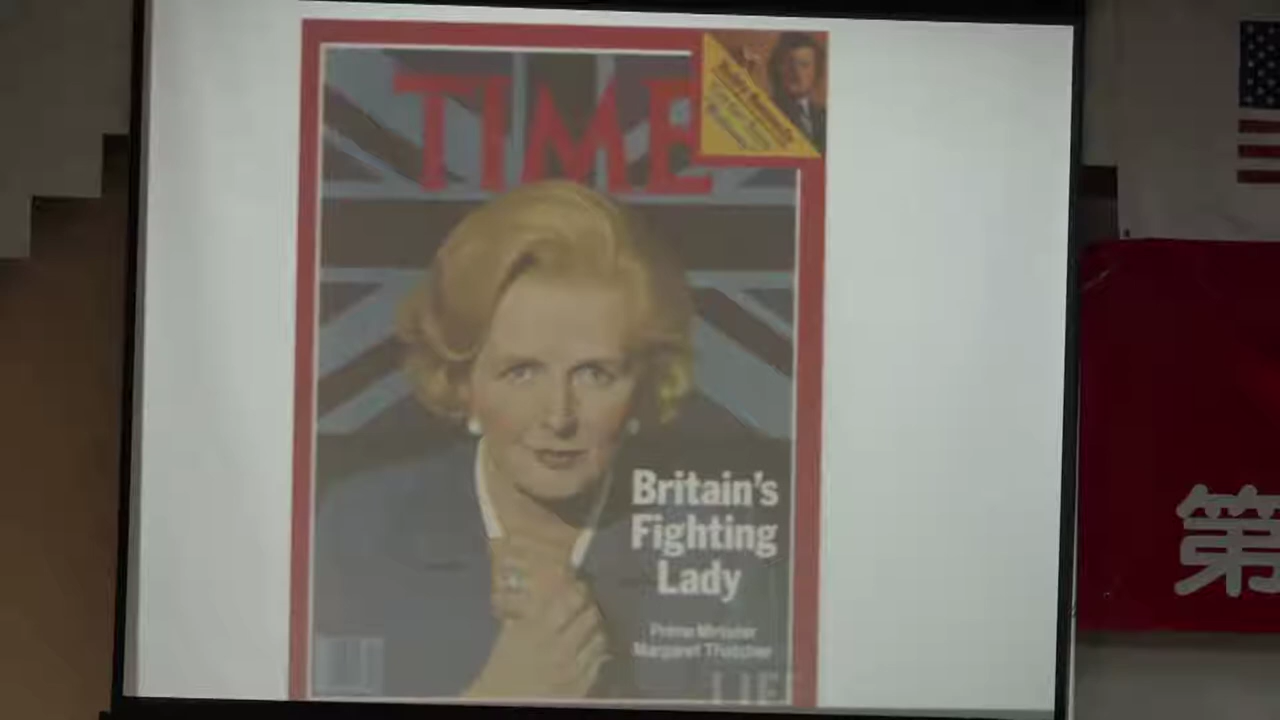 TIME
Britain's
Fighting
Lady
Prime Minister
Margaret Thatcher
第